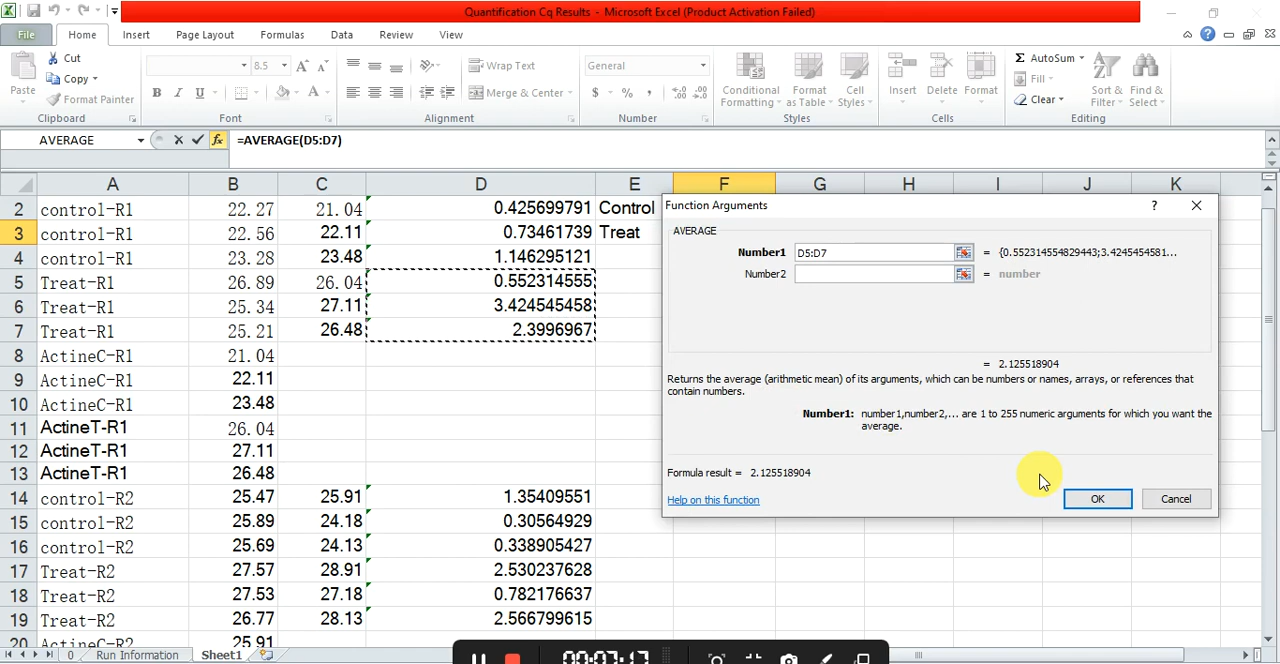 Quantification Cq Results - Microsoft Excel (Product Activation Failed)
File Home Insert Page Layout Formulas Data Review View
Paste
Cut
Copy
Format Painter
Clipboard
8.5
A A
B I U A
Font
Wrap Text
Merge & Center
Alignment
General
$ % ,
Number
Conditional Formatting
Format as Table
Cell Styles
Styles
Insert Delete Format
Cells
Σ AutoSum
Fill
Clear
Sort & Filter
Find & Select
Editing
AVERAGE fx =AVERAGE(D5:D7)
A B C D E F G H I J K
2 control-R1 22.27 21.04 0.425699791 Control
3 control-R1 22.56 22.11 0.73461739 Treat
4 control-R1 23.28 23.48 1.146295121
5 Treat-R1 26.89 26.04 0.552314555
6 Treat-R1 25.34 27.11 3.424545458
7 Treat-R1 25.21 26.48 2.3996967
8 ActineC-R1 21.04
9 ActineC-R1 22.11
10 ActineC-R1 23.48
11 ActineT-R1 26.04
12 ActineT-R1 27.11
13 ActineT-R1 26.48
14 control-R2 25.47 25.91 1.35409551
15 control-R2 25.89 24.18 0.30564929
16 control-R2 25.69 24.13 0.338905427
17 Treat-R2 27.57 28.91 2.530237628
18 Treat-R2 27.53 27.18 0.782176637
19 Treat-R2 26.77 28.13 2.566799615
20 ActineC-R2 25.91
Function Arguments ?
AVERAGE
Number1 D5:D7 = {0.552314554829443;3.4245454581...
Number2 = number
= 2.125518904
Returns the average (arithmetic mean) of its arguments, which can be numbers or names, arrays, or references that
contain numbers.
Number1: number1,number2,... are 1 to 255 numeric arguments for which you want the
average.
Formula result = 2.125518904
Help on this function
OK Cancel
0 Run Information Sheet1
00:07:17